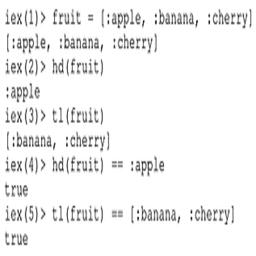 iex(1)> fruit = [:apple, :banana, :cherry]
[:apple, :banana, :cherry]
iex(2)> hd(fruit)
:apple
iex(3)> tl(fruit)
[:banana, :cherry]
iex(4)> hd(fruit) == :apple
true
iex(5)> tl(fruit) == [:banana, :cherry]
true